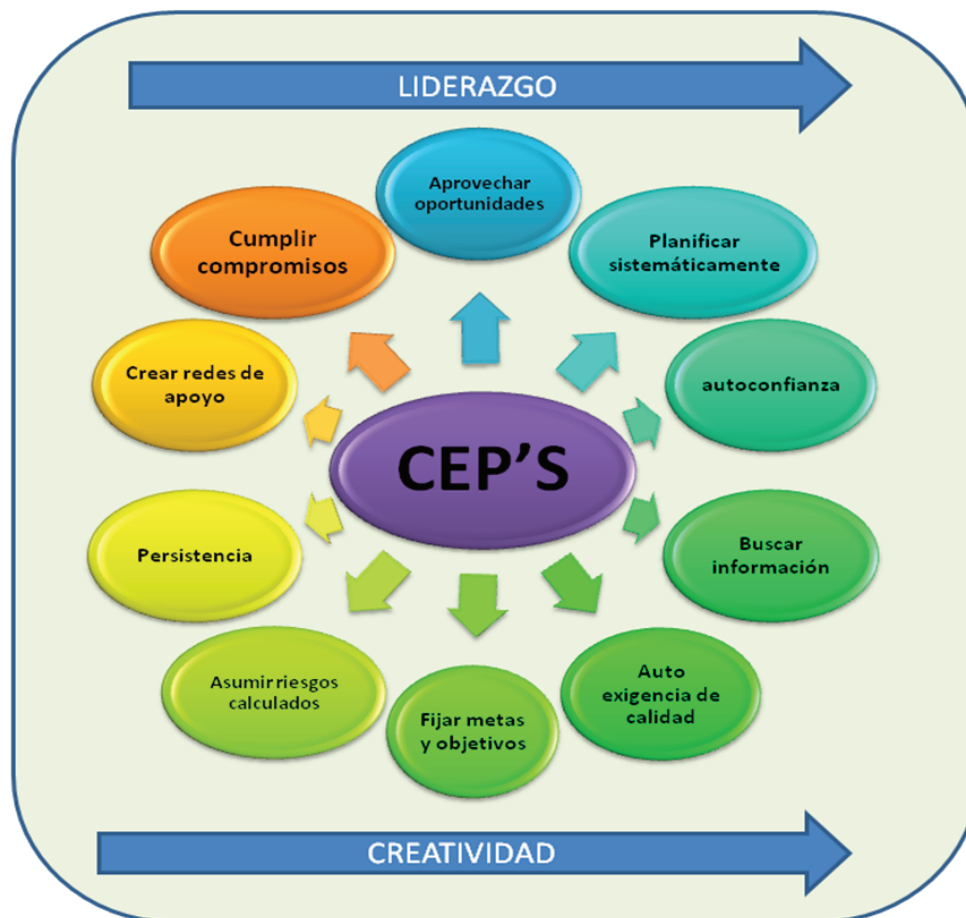 LIDERAZGO
Aprovechar
oportunidades
Planificar
sistemáticamente
autoconfianza
Buscar
información
Auto
exigencia de
calidad
Fijar metas
y objetivos
Asumir riesgos
calculados
Persistencia
Crear redes de
apoyo
Cumplir
compromisos
CEP’S
CREATIVIDAD